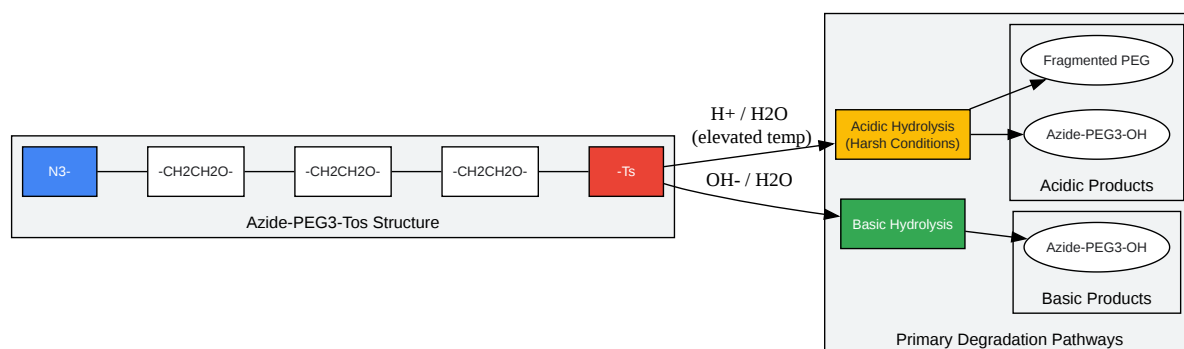 N3-
-CH2CH2O-
-CH2CH2O-
-CH2CH2O-
-Ts
Azide-PEG3-Tos Structure
H+ / H2O
(elevated temp)
OH- / H2O
Acidic Hydrolysis
(Harsh Conditions)
Basic Hydrolysis
Fragmented PEG
Azide-PEG3-OH
Acidic Products
Azide-PEG3-OH
Basic Products
Primary Degradation Pathways